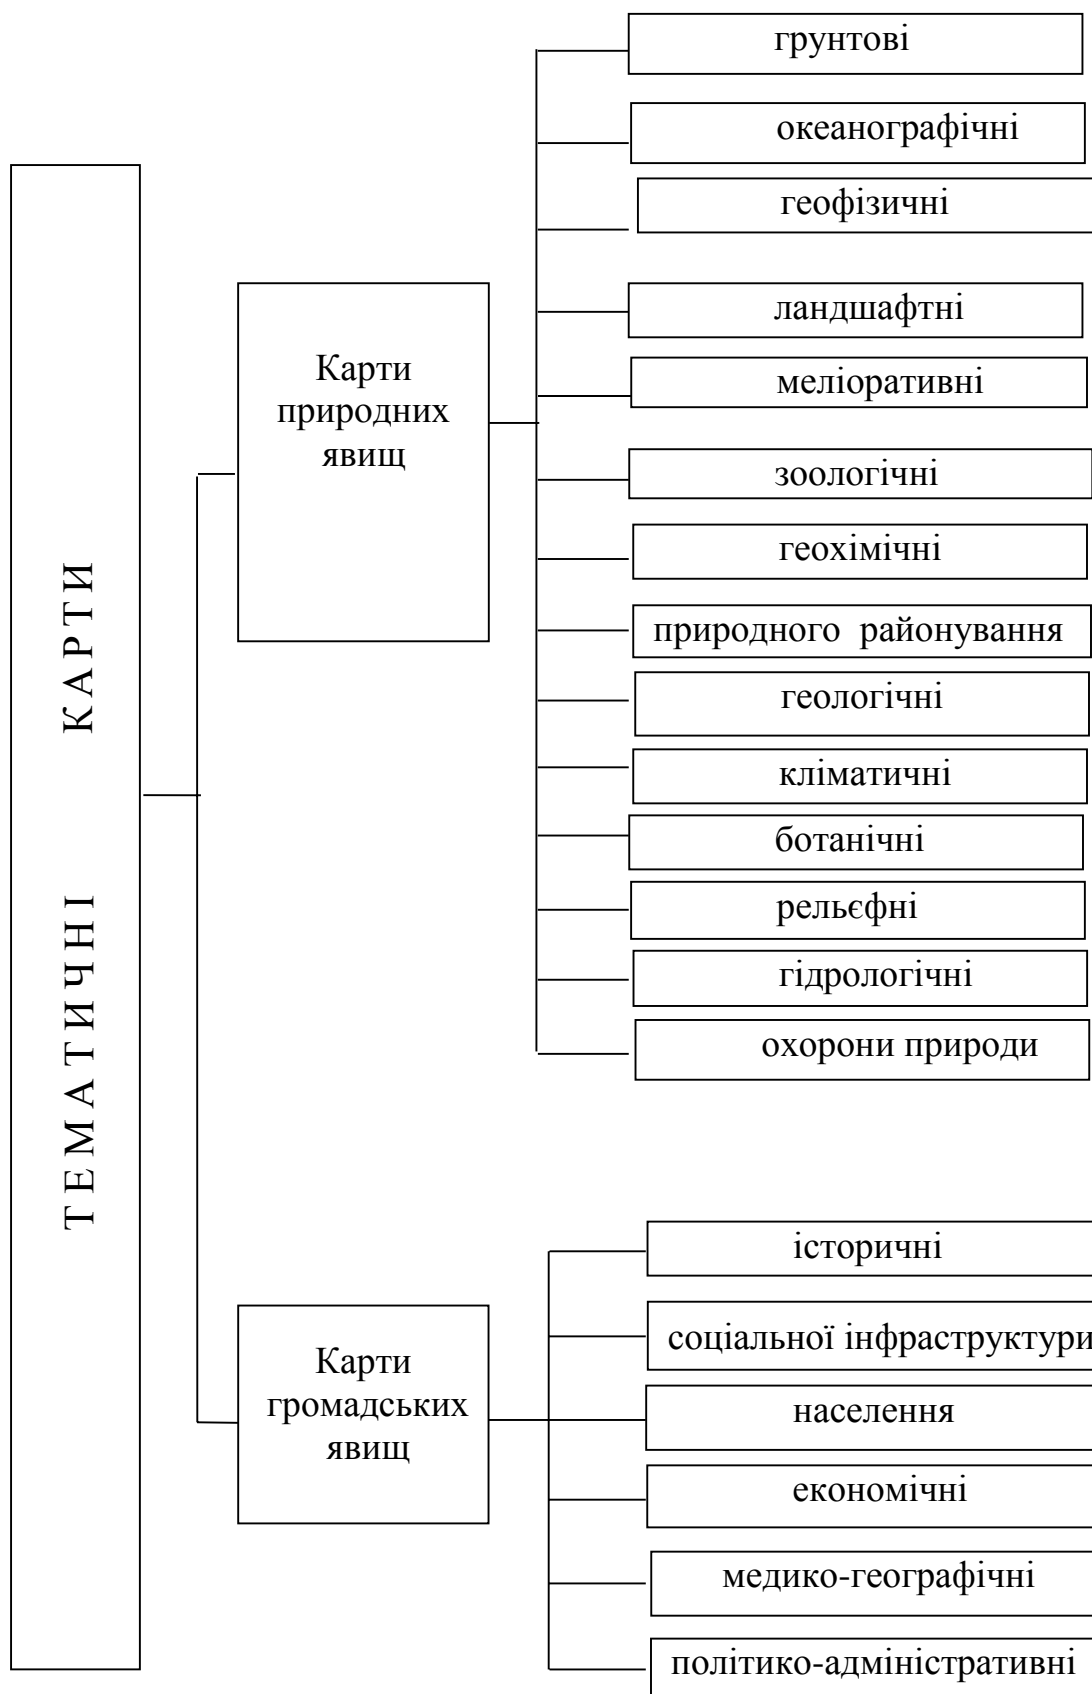 ТЕМАТИЧНІ КАРТИ
Карти
природних
явищ
грунтові
океанографічні
геофізичні
ландшафтні
меліоративні
зоологічні
геохімічні
природного районування
геологічні
кліматичні
ботанічні
рельєфні
гідрологічні
охорони природи
Карти
громадських
явищ
історичні
соціальної інфраструктури
населення
економічні
медико-географічні
політико-адміністративні